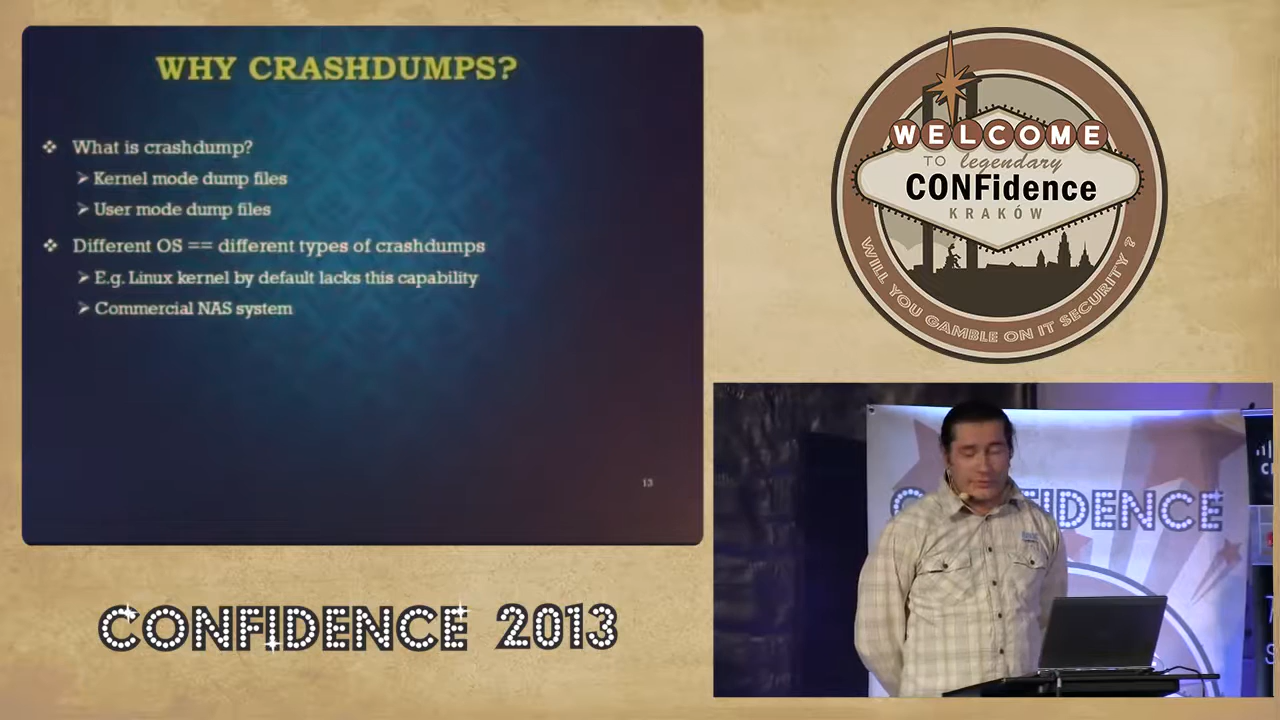 WHY CRASHDUMPS?
What is crashdump?
Kernel mode dump files
User mode dump files
Different OS == different types of crashdumps
E.g. Linux kernel by default lacks this capability
Commercial NAS system
13
CONFIDENCE 2013
WELCOME
TO legendary
CONFidence
KRAKÓW
WILL YOU GAMBLE ON IT SECURITY ?
CONFIDENCE